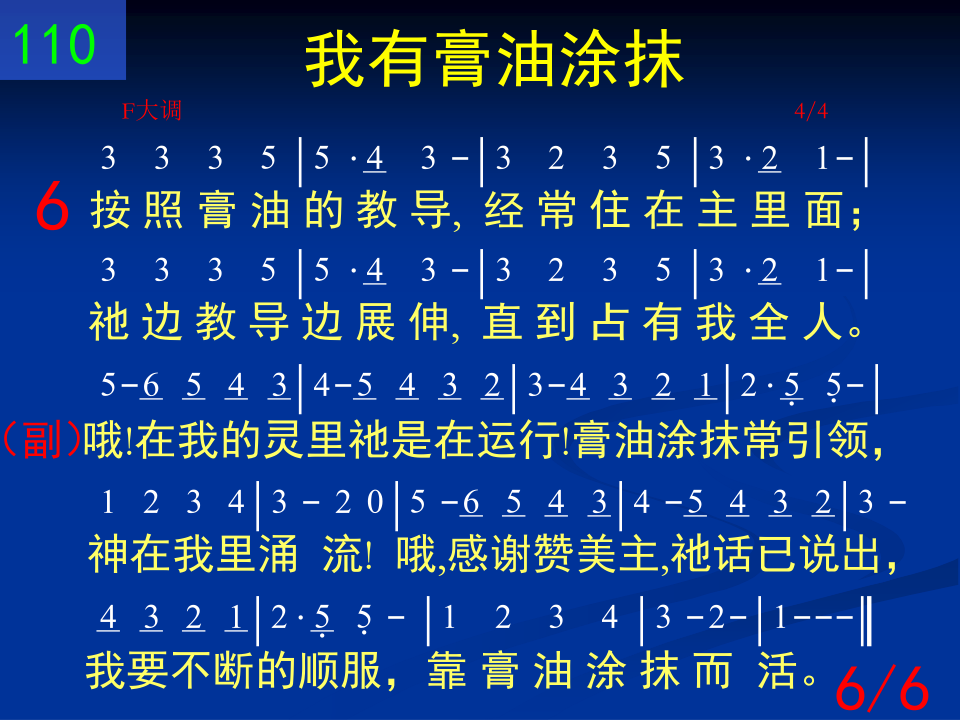 110
我有膏油涂抹
F大调 4/4
3 3 3 5|5 ·4 3 -|3 2 3 5|3 ·2 1-|
6 按照膏油的教导, 经常住在主里面；
3 3 3 5|5 ·4 3 -|3 2 3 5|3 ·2 1-|
祂边教导边展伸, 直到占有我全人。
5-6 5 4 3|4-5 4 3 2|3-4 3 2 1|2·5̣ 5̣-|
（副）哦!在我的灵里祂是在运行!膏油涂抹常引领，
1 2 3 4|3 - 2 0|5 -6 5 4 3|4 -5 4 3 2|3 -
神在我里涌 流! 哦,感谢赞美主,祂话已说出，
4 3 2 1|2·5̣ 5̣ - |1 2 3 4|3 -2-|1---‖
我要不断的顺服，靠膏油涂抹而 活。
6/6